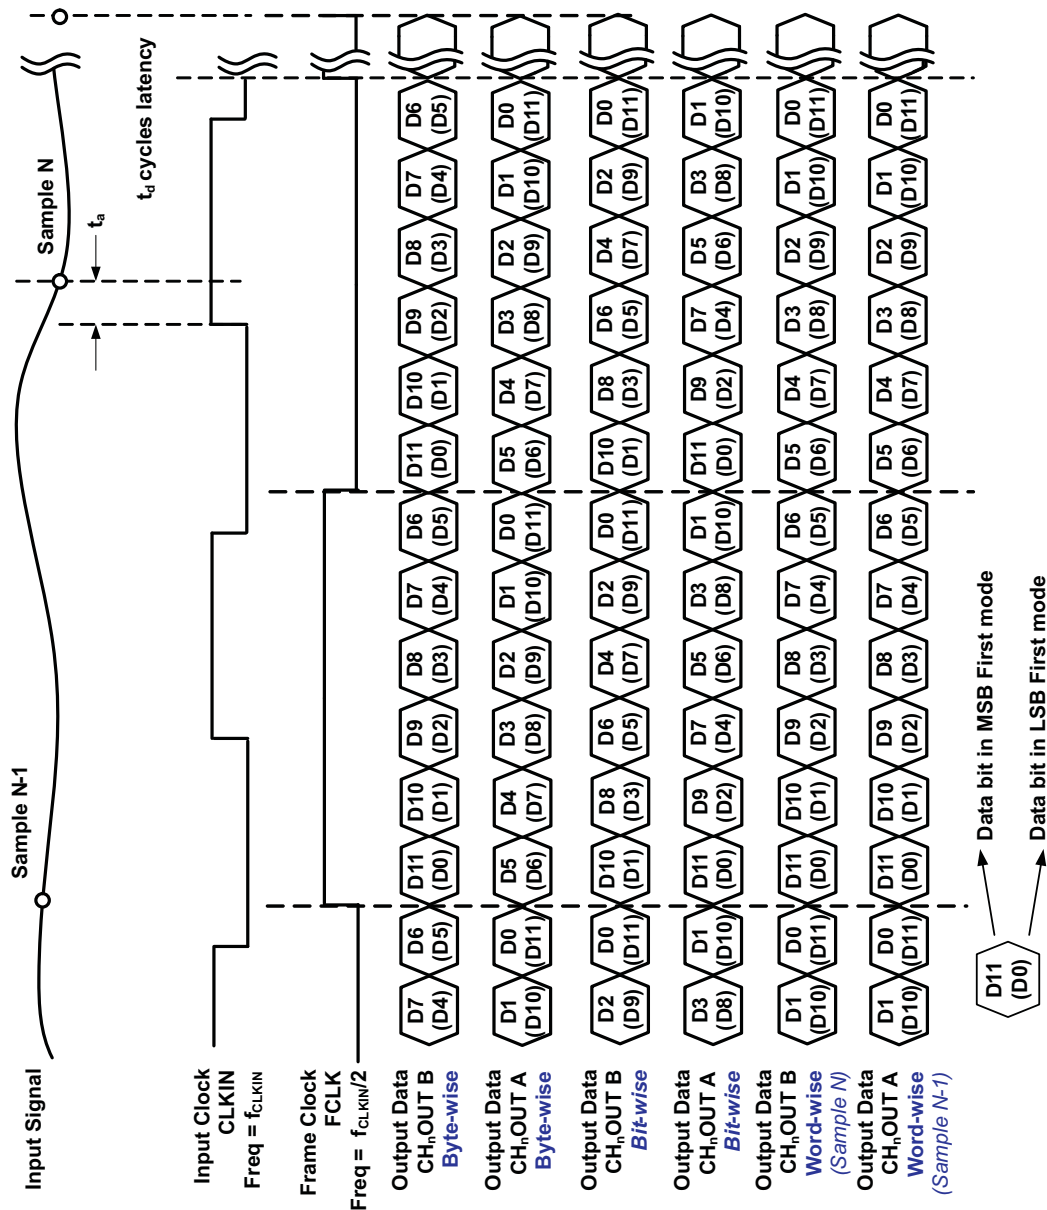 Sample N-1
Sample N
Input Signal
ta
td cycles latency
Input Clock
CLKIN
Freq = fCLKIN
Frame Clock
FCLK
Freq = fCLKIN/2
Output Data
CHnOUT B
Byte-wise
D7 D6 D11 D10 D9 D8 D7 D6 D11 D10 D9 D8 D7 D6
(D4) (D5) (D0) (D1) (D2) (D3) (D4) (D5) (D0) (D1) (D2) (D3) (D4) (D5)
Output Data
CHnOUT A
Byte-wise
D1 D0 D5 D4 D3 D2 D1 D0 D5 D4 D3 D2 D1 D0
(D10) (D11) (D6) (D7) (D8) (D9) (D10) (D11) (D6) (D7) (D8) (D9) (D10) (D11)
Output Data
CHnOUT B
Bit-wise
D2 D0 D10 D8 D6 D4 D2 D0 D10 D8 D6 D4 D2 D0
(D9) (D11) (D1) (D3) (D5) (D7) (D9) (D11) (D1) (D3) (D5) (D7) (D9) (D11)
Output Data
CHnOUT A
Bit-wise
D3 D1 D11 D9 D7 D5 D3 D1 D11 D9 D7 D5 D3 D1
(D8) (D10) (D0) (D2) (D4) (D6) (D8) (D10) (D0) (D2) (D4) (D6) (D8) (D10)
Output Data
CHnOUT B
Word-wise
(Sample N)
D1 D0 D11 D10 D9 D8 D7 D6 D5 D4 D3 D2 D1 D0
(D10) (D11) (D0) (D1) (D2) (D3) (D4) (D5) (D6) (D7) (D8) (D9) (D10) (D11)
Output Data
CHnOUT A
Word-wise
(Sample N-1)
D1 D0 D11 D10 D9 D8 D7 D6 D5 D4 D3 D2 D1 D0
(D10) (D11) (D0) (D1) (D2) (D3) (D4) (D5) (D6) (D7) (D8) (D9) (D10) (D11)
D11
(D0)
Data bit in MSB First mode
Data bit in LSB First mode